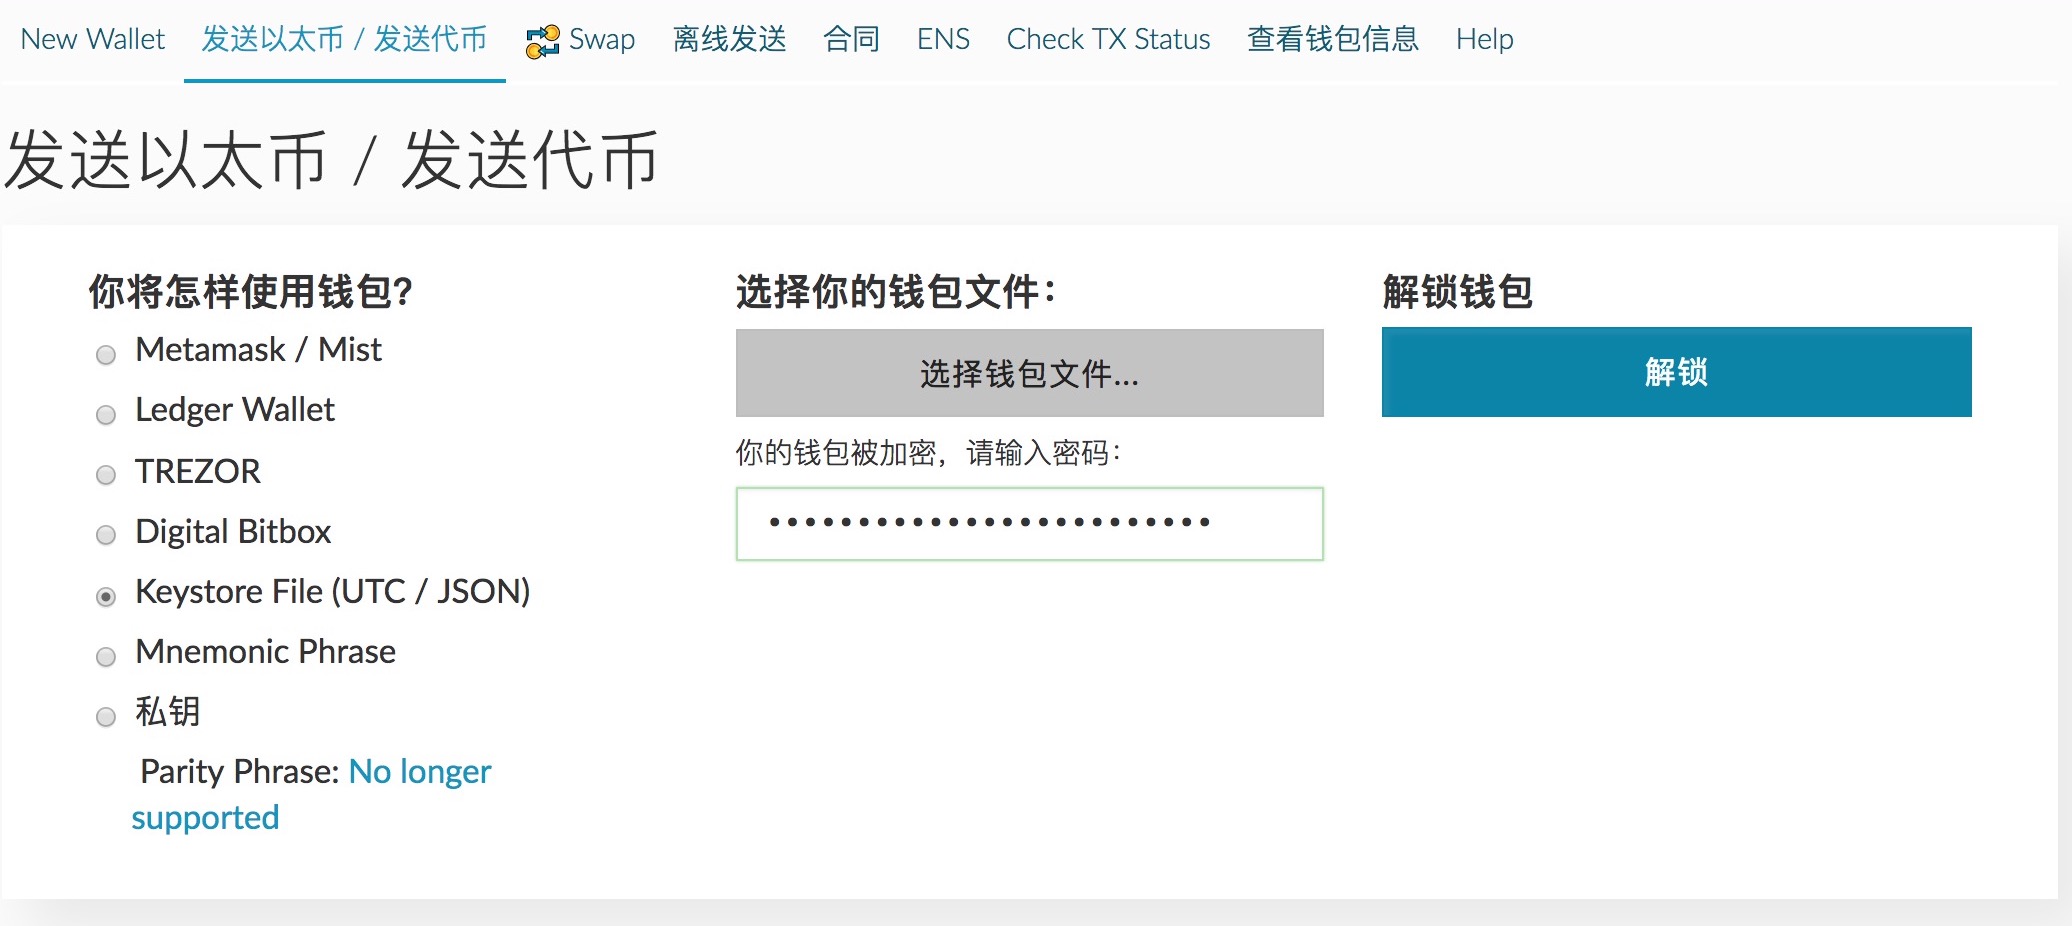 New Wallet 发送以太币 / 发送代币 Swap 离线发送 合同 ENS Check TX Status 查看钱包信息 Help
发送以太币 / 发送代币
你将怎样使用钱包?
Metamask / Mist
Ledger Wallet
TREZOR
Digital Bitbox
Keystore File (UTC / JSON)
Mnemonic Phrase
私钥
Parity Phrase: No longer
supported
选择你的钱包文件：
选择钱包文件...
你的钱包被加密，请输入密码：
•••••••••••••••••••••••••
解锁钱包
解锁